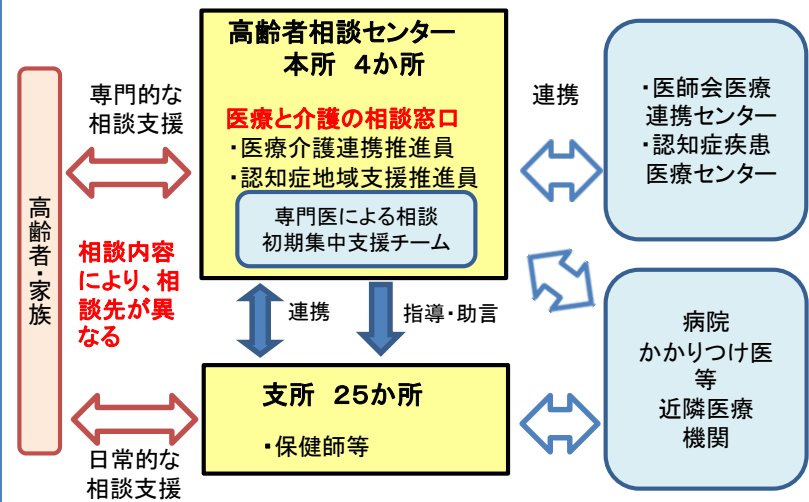 高齢者相談センター
本所 4か所
医療と介護の相談窓口
・医療介護連携推進員
・認知症地域支援推進員
専門医による相談
初期集中支援チーム
専門的な
相談支援
連携
・医師会医療
連携センター
・認知症疾患
医療センター
高齢者・家族
相談内容
により、相
談先が異
なる
連携
指導・助言
病院
かかりつけ医
等
近隣医療
機関
支所 25か所
・保健師等
日常的な
相談支援